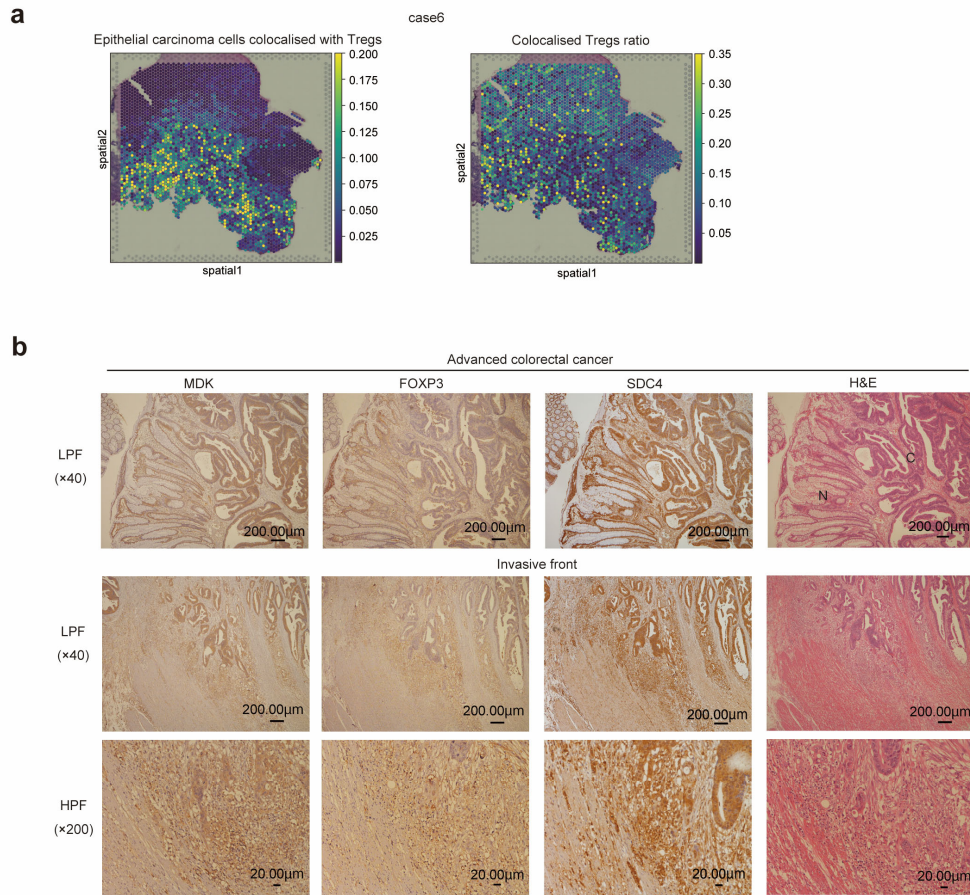 a
case6
Epithelial carcinoma cells colocalised with Tregs
0.200
0.175
0.150
0.125
0.100
0.075
0.050
0.025
spatial2
spatial1
Colocalised Tregs ratio
0.35
0.30
0.25
0.20
0.15
0.10
0.05
spatial2
spatial1
b
Advanced colorectal cancer
MDK
FOXP3
SDC4
H&E
LPF
(×40)
200.00μm
200.00μm
200.00μm
C
N
200.00μm
Invasive front
LPF
(×40)
200.00μm
200.00μm
200.00μm
200.00μm
HPF
(×200)
20.00μm
20.00μm
20.00μm
20.00μm